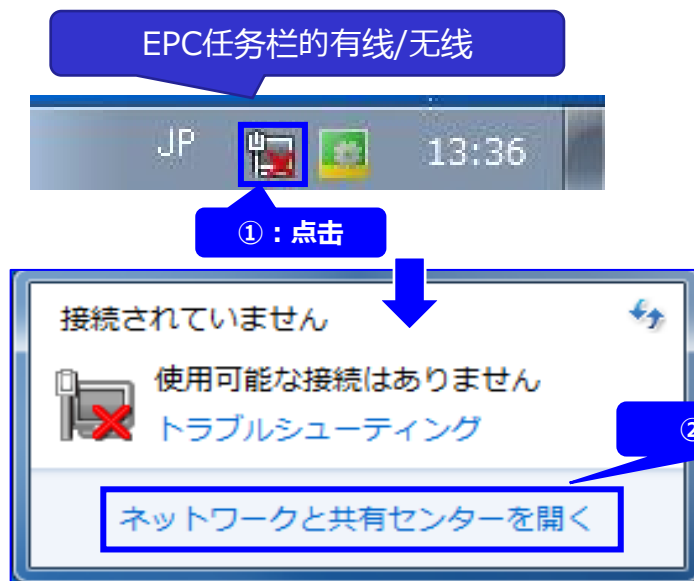 EPC任务栏的有线/无线
JP
13:36
①：点击
接続されていません
使用可能な接続はありません
トラブルシューティング
②
ネットワークと共有センターを開く